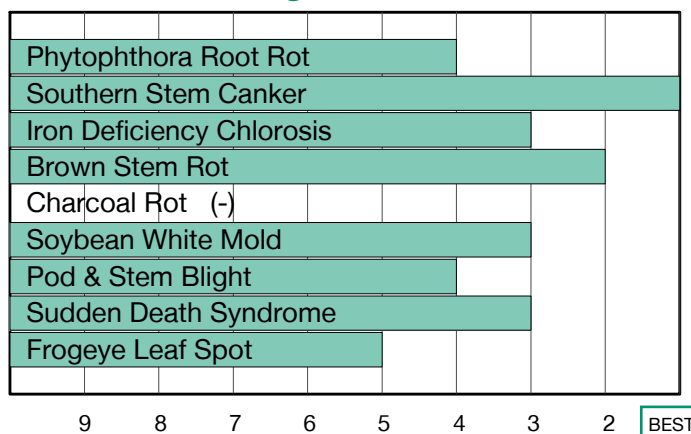 Phytophthora Root Rot
Southern Stem Canker
Iron Deficiency Chlorosis
Brown Stem Rot
Charcoal Rot (-)
Soybean White Mold
Pod & Stem Blight
Sudden Death Syndrome
Frogeye Leaf Spot
9 8 7 6 5 4 3 2 BEST